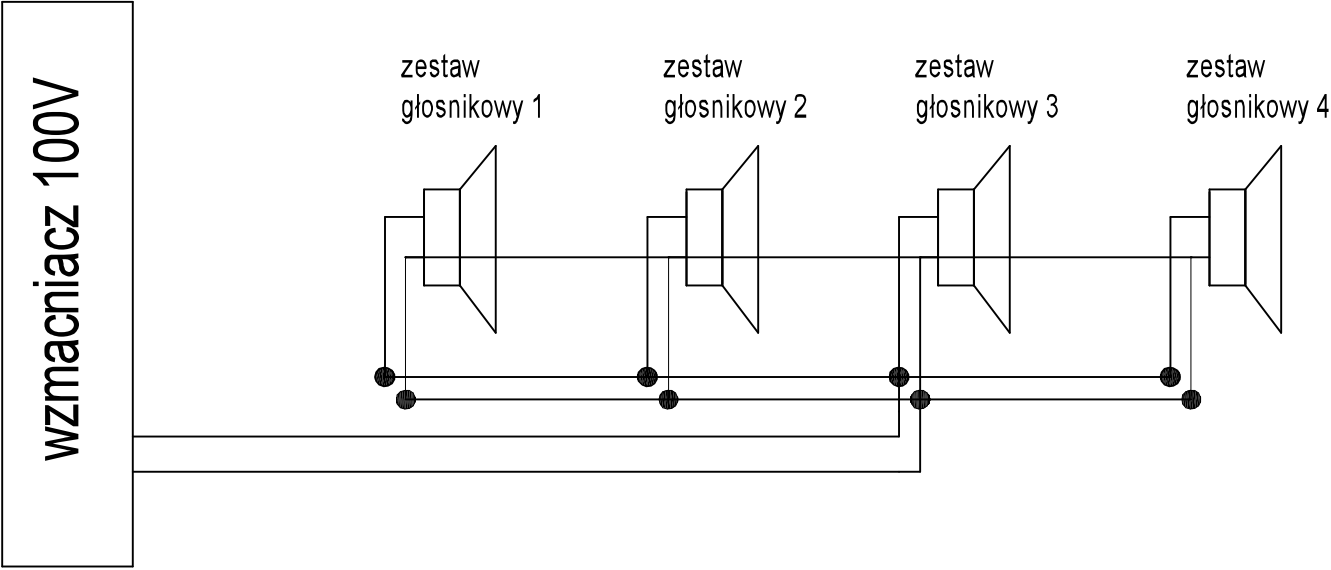 wzmacniacz 100V
zestaw
głosnikowy 1
zestaw
głosnikowy 2
zestaw
głosnikowy 3
zestaw
głosnikowy 4